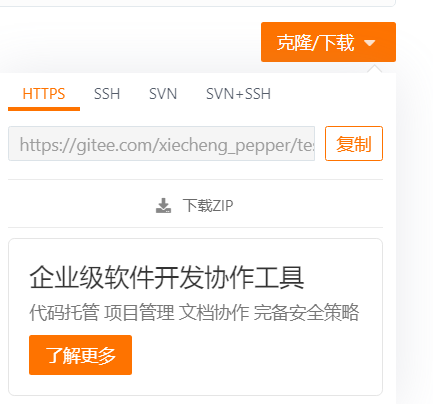 克隆/下载
HTTPS SSH SVN SVN+SSH
https://gitee.com/xiecheng_pepper/tes 复制
下载ZIP
企业级软件开发协作工具
代码托管 项目管理 文档协作 完备安全策略
了解更多